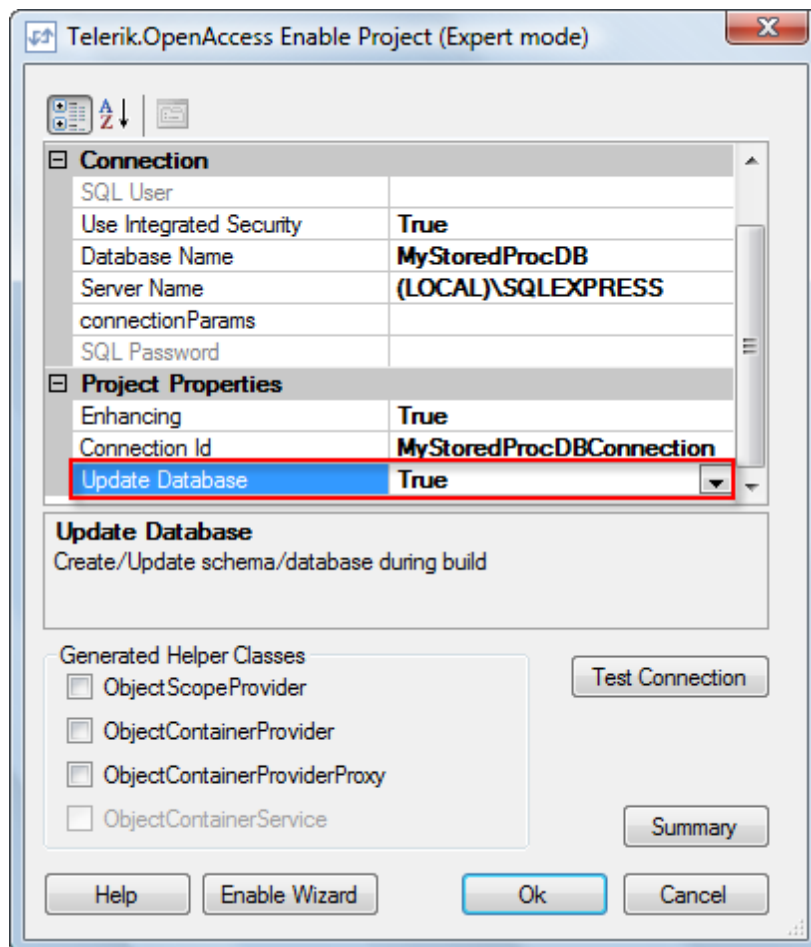 Telerik.OpenAccess Enable Project (Expert mode)
Connection
SQL User
Use Integrated Security True
Database Name MyStoredProcDB
Server Name (LOCAL)\SQLEXPRESS
connectionParams
SQL Password
Project Properties
Enhancing True
Connection Id MyStoredProcDBConnection
Update Database True
Update Database
Create/Update schema/database during build
Generated Helper Classes
ObjectScopeProvider
Test Connection
ObjectContainerProvider
ObjectContainerProviderProxy
ObjectContainerService
Summary
Help Enable Wizard Ok Cancel